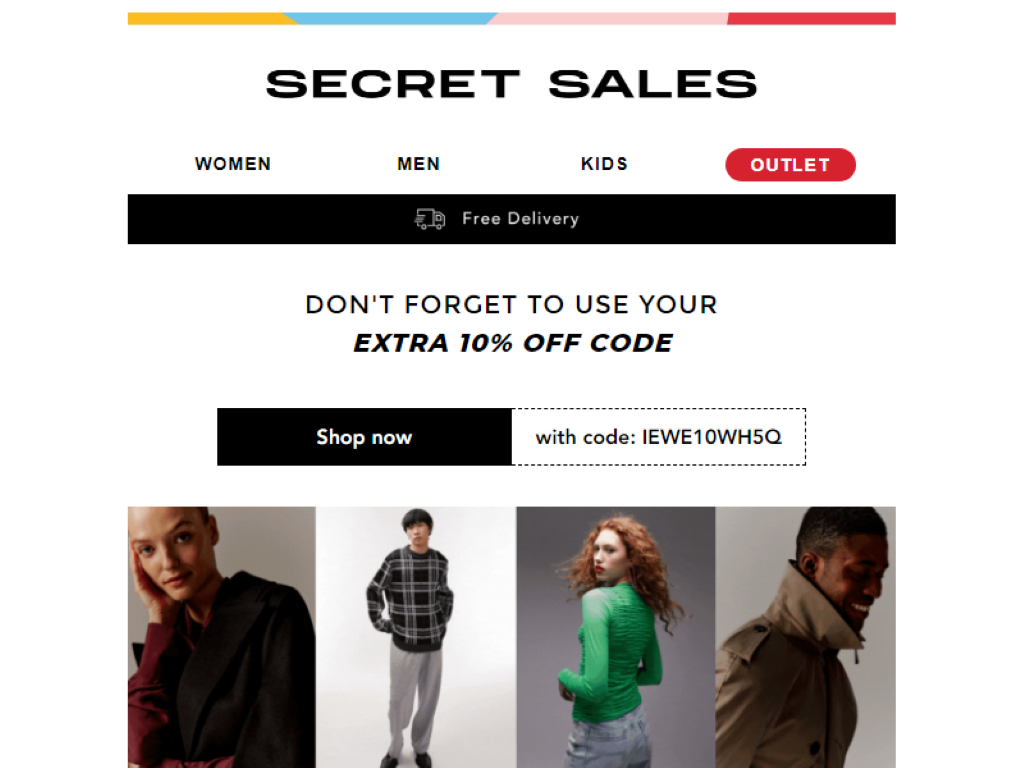 SECRET SALES
WOMEN MEN KIDS OUTLET
Free Delivery
DON'T FORGET TO USE YOUR
EXTRA 10% OFF CODE
Shop now with code: IEWE10WH5Q